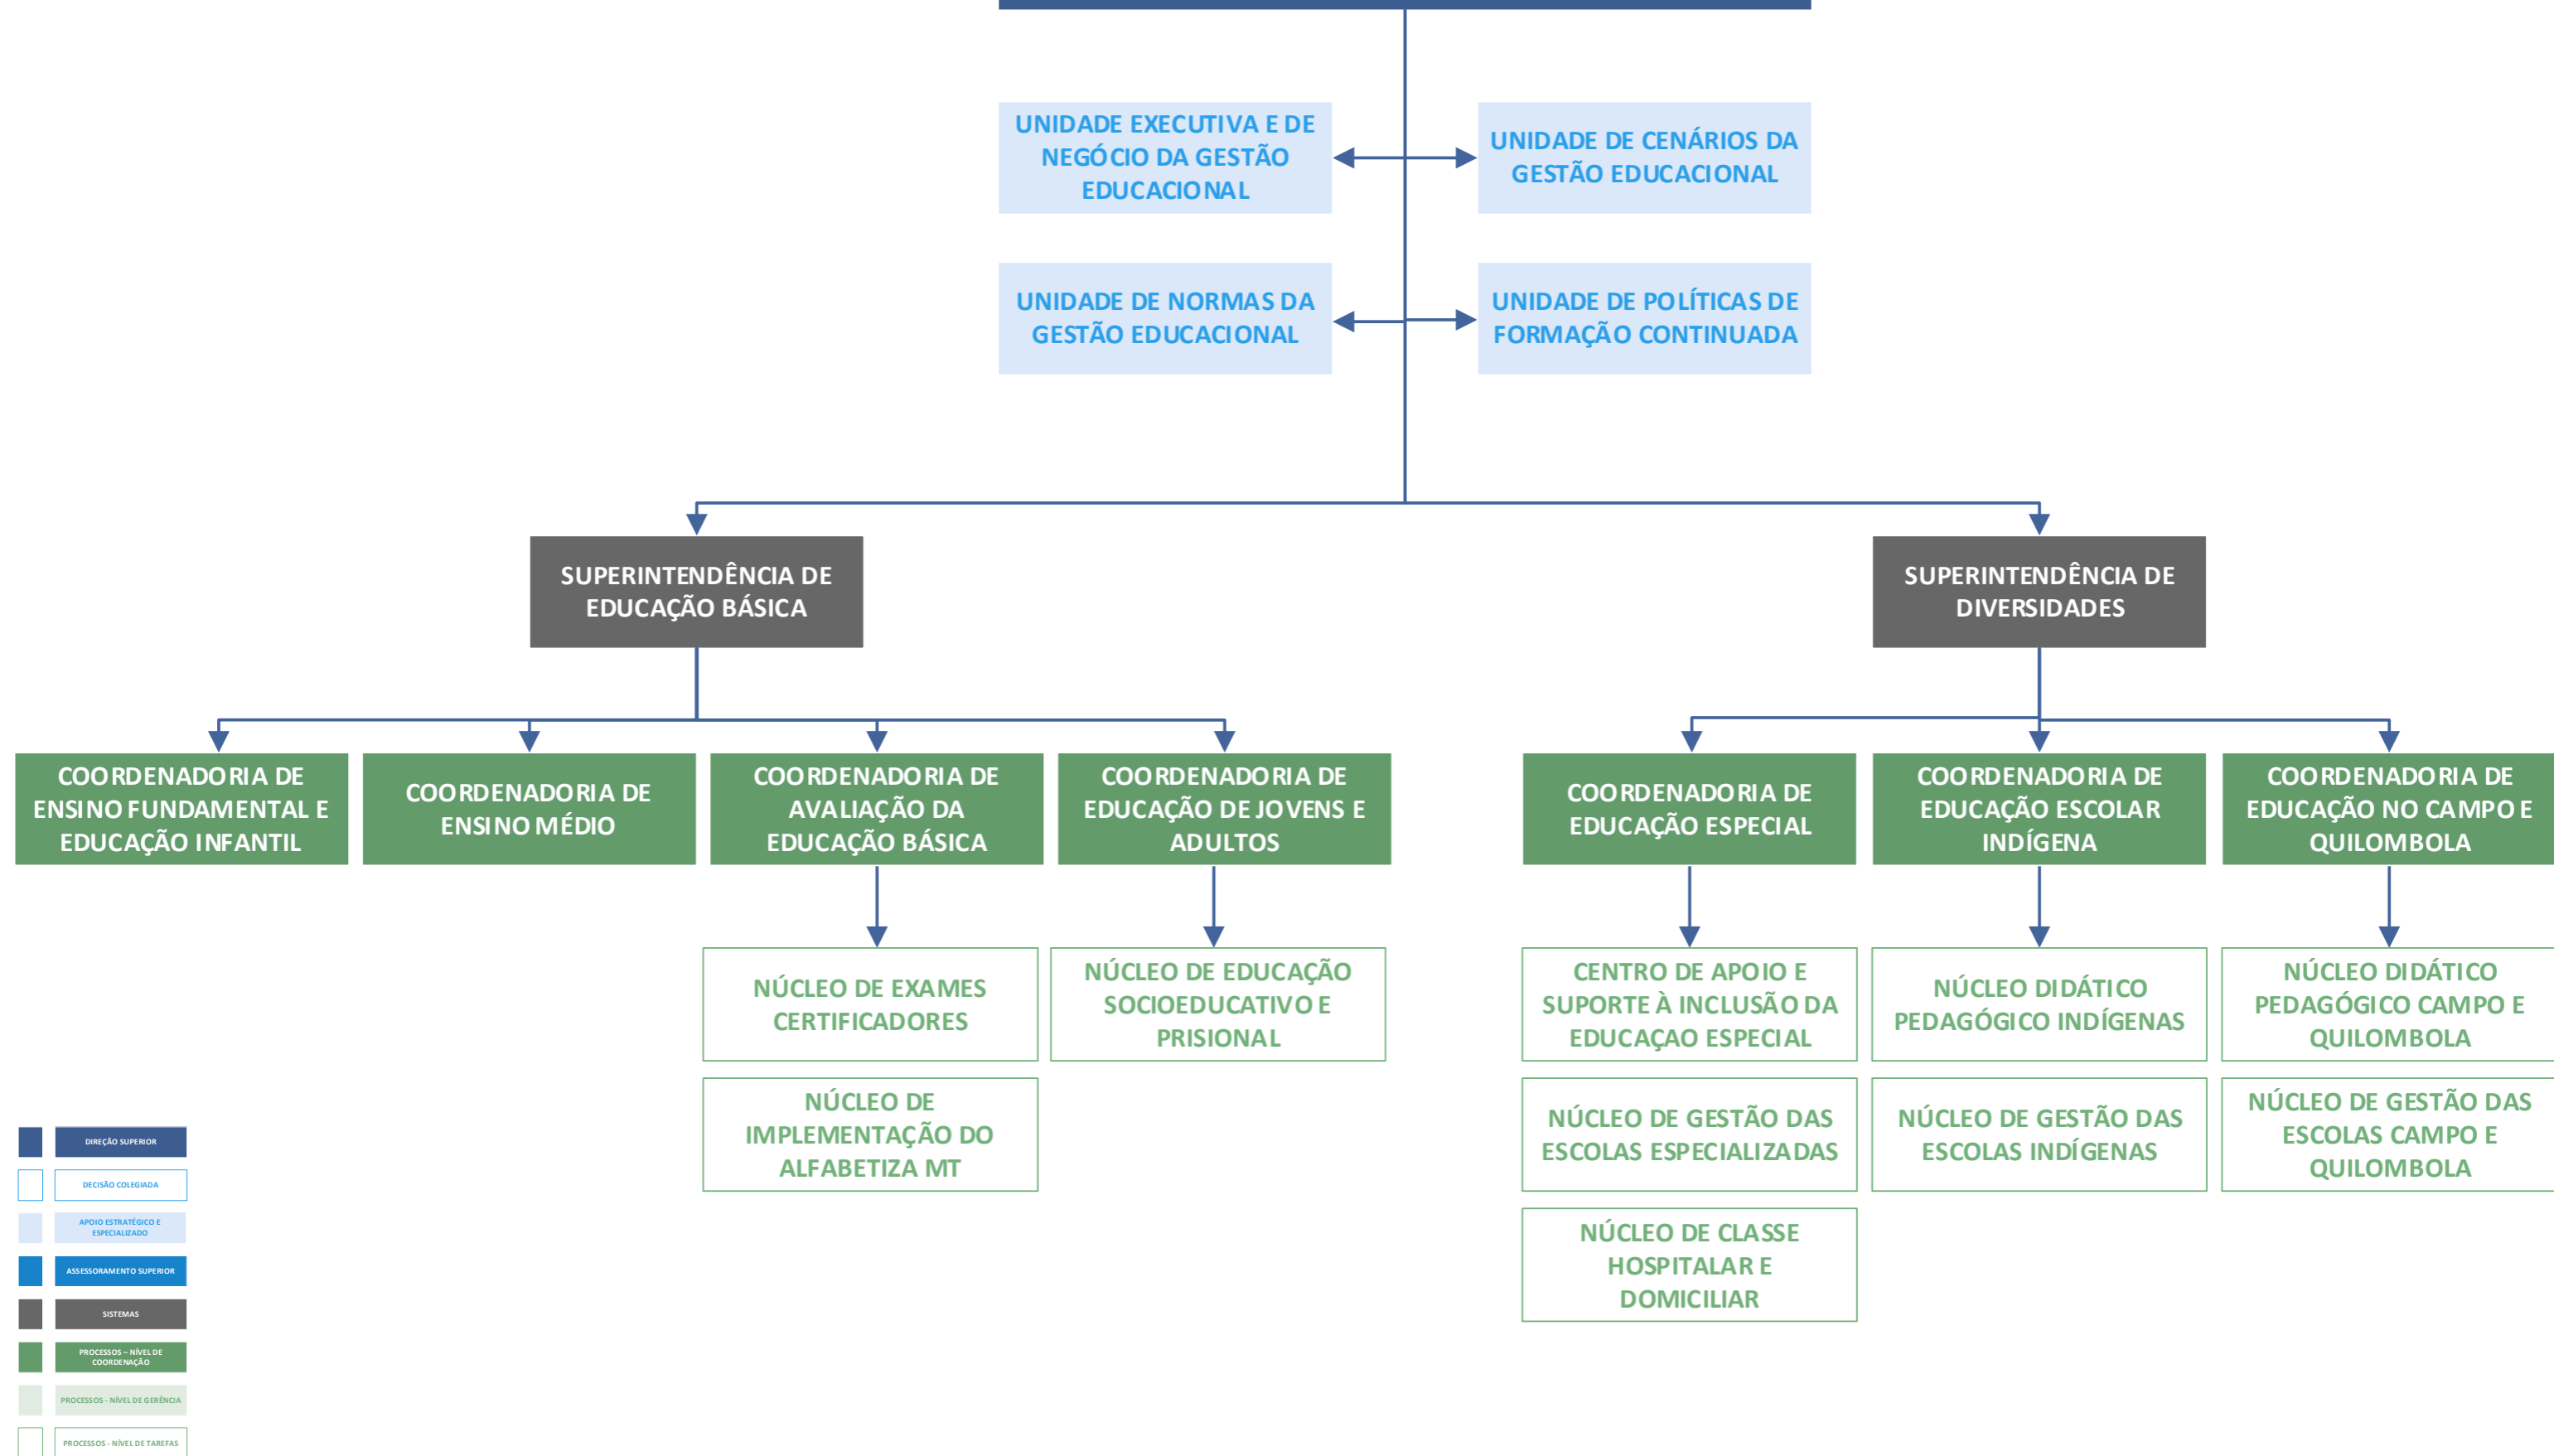 UNIDADE EXECUTIVA E DE
NEGÓCIO DA GESTÃO
EDUCACIONAL
UNIDADE DE CENÁRIOS DA
GESTÃO EDUCACIONAL
UNIDADE DE NORMAS DA
GESTÃO EDUCACIONAL
UNIDADE DE POLÍTICAS DE
FORMAÇÃO CONTINUADA
SUPERINTENDÊNCIA DE
EDUCAÇÃO BÁSICA
SUPERINTENDÊNCIA DE
DIVERSIDADES
COORDENADORIA DE
ENSINO FUNDAMENTAL E
EDUCAÇÃO INFANTIL
COORDENADORIA DE
ENSINO MÉDIO
COORDENADORIA DE
AVALIAÇÃO DA
EDUCAÇÃO BÁSICA
COORDENADORIA DE
EDUCAÇÃO DE JOVENS E
ADULTOS
COORDENADORIA DE
EDUCAÇÃO ESPECIAL
COORDENADORIA DE
EDUCAÇÃO ESCOLAR
INDÍGENA
COORDENADORIA DE
EDUCAÇÃO NO CAMPO E
QUILOMBOLA
NÚCLEO DE EXAMES
CERTIFICADORES
NÚCLEO DE EDUCAÇÃO
SOCIOEDUCATIVO E
PRISIONAL
CENTRO DE APOIO E
SUPORTE À INCLUSÃO DA
EDUCAÇAO ESPECIAL
NÚCLEO DIDÁTICO
PEDAGÓGICO INDÍGENAS
NÚCLEO DIDÁTICO
PEDAGÓGICO CAMPO E
QUILOMBOLA
NÚCLEO DE
IMPLEMENTAÇÃO DO
ALFABETIZA MT
NÚCLEO DE GESTÃO DAS
ESCOLAS ESPECIALIZADAS
NÚCLEO DE GESTÃO DAS
ESCOLAS INDÍGENAS
NÚCLEO DE GESTÃO DAS
ESCOLAS CAMPO E
QUILOMBOLA
NÚCLEO DE CLASSE
HOSPITALAR E
DOMICILIAR
DIREÇÃO SUPERIOR
DECISÃO COLEGIADA
APOIO ESTRATÉGICO E
ESPECIALIZADO
ASSESSORAMENTO SUPERIOR
SISTEMAS
PROCESSOS – NÍVEL DE
COORDENAÇÃO
PROCESSOS - NÍVEL DE GERÊNCIA
PROCESSOS - NÍVEL DE TAREFAS